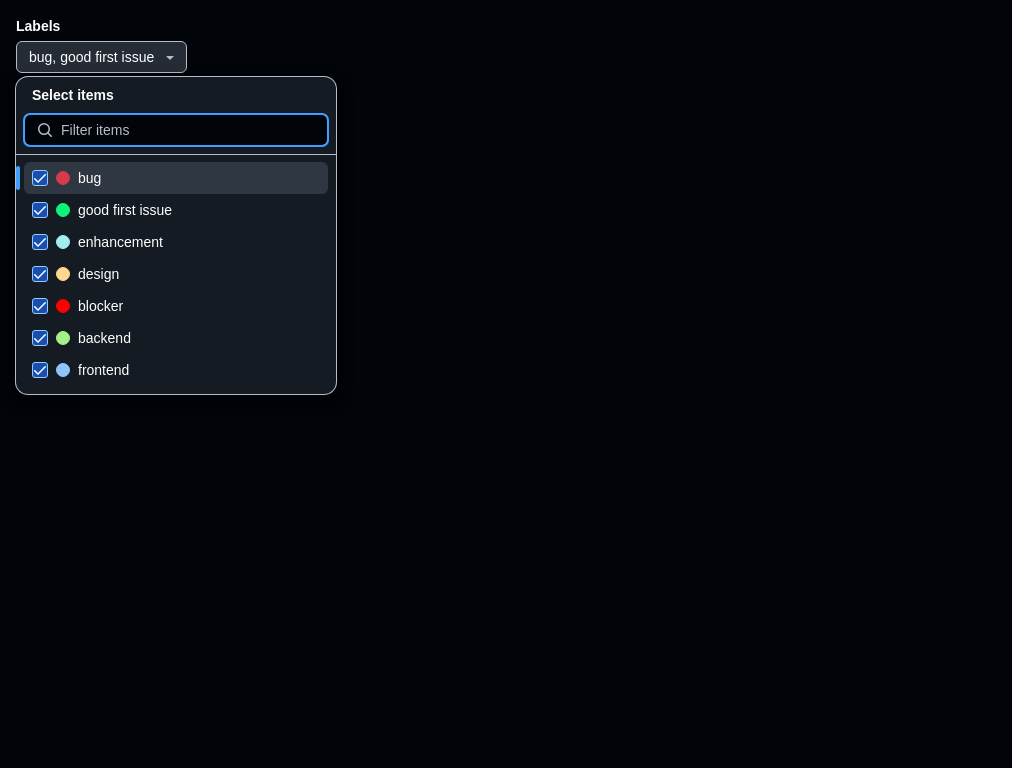 Labels
bug, good first issue
Select items
Filter items
bug
good first issue
enhancement
design
blocker
backend
frontend